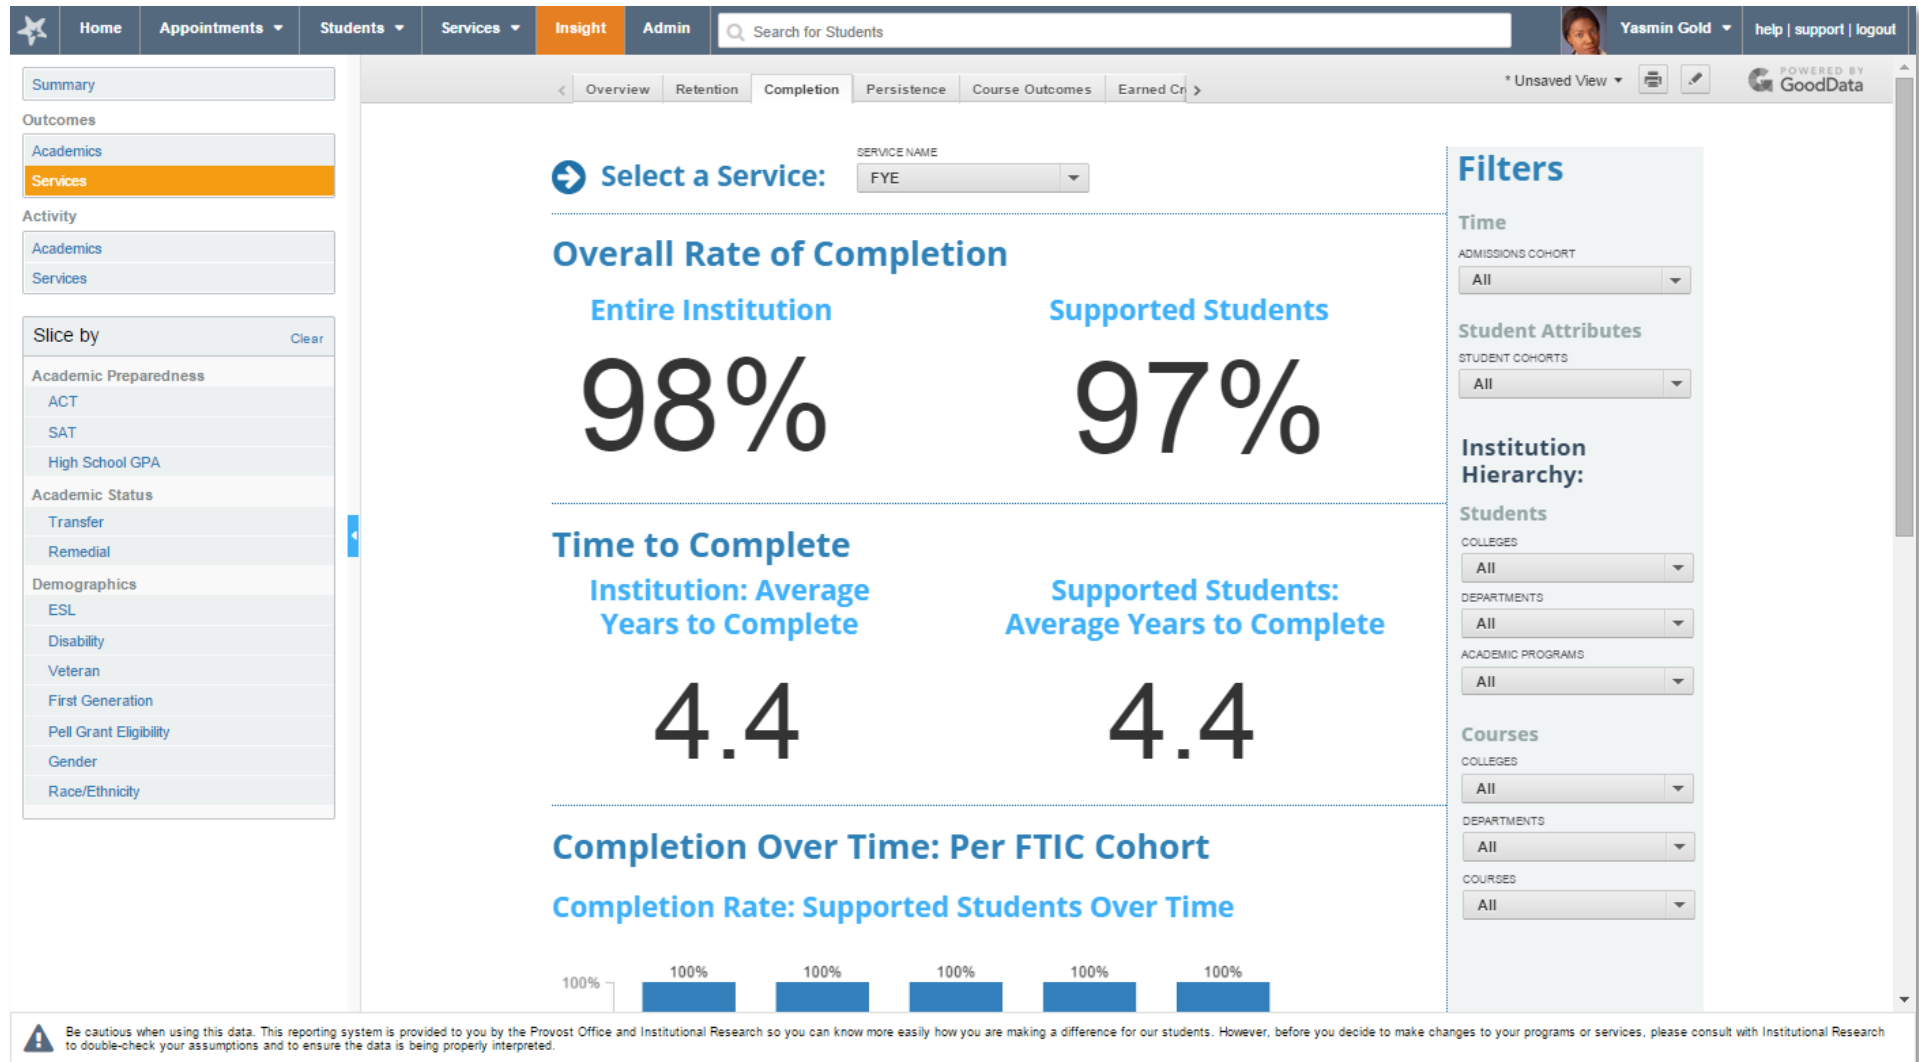 Home
Appointments
Students
Services
Insight
Admin
Search for Students
Yasmin Gold
help | support | logout
Summary
Outcomes
Academics
Services
Activity
Academics
Services
Slice by
Clear
Academic Preparedness
ACT
SAT
High School GPA
Academic Status
Transfer
Remedial
Demographics
ESL
Disability
Veteran
First Generation
Pell Grant Eligibility
Gender
Race/Ethnicity
Overview
Retention
Completion
Persistence
Course Outcomes
Earned Cr
* Unsaved View
POWERED BY
GoodData
Select a Service:
SERVICE NAME
FYE
Overall Rate of Completion
Entire Institution
Supported Students
98%
97%
Time to Complete
Institution: Average
Years to Complete
Supported Students:
Average Years to Complete
4.4
4.4
Completion Over Time: Per FTIC Cohort
Completion Rate: Supported Students Over Time
100%
100%
100%
100%
100%
100%
Filters
Time
ADMISSIONS COHORT
All
Student Attributes
STUDENT COHORTS
All
Institution
Hierarchy:
Students
COLLEGES
All
DEPARTMENTS
All
ACADEMIC PROGRAMS
All
Courses
COLLEGES
All
DEPARTMENTS
All
COURSES
All
Be cautious when using this data. This reporting system is provided to you by the Provost Office and Institutional Research so you can know more easily how you are making a difference for our students. However, before you decide to make changes to your programs or services, please consult with Institutional Research
to double-check your assumptions and to ensure the data is being properly interpreted.